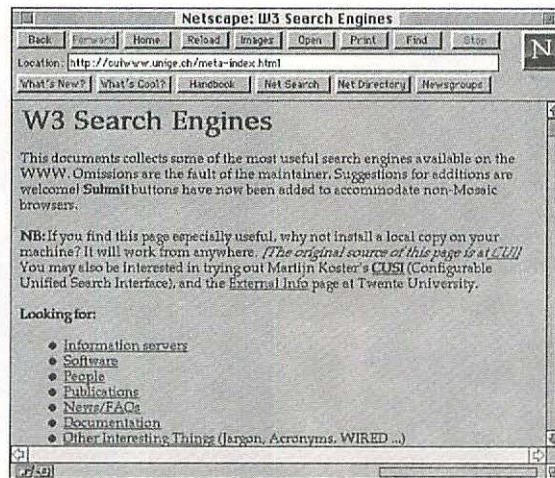 Netscape: W3 Search Engines
Back Forward Home Reload Images Open Print Find Stop
Location: http://cuiwww.unige.ch/meta-index.html
N
What's New? What's Cool? Handbook Net Search Net Directory Newsgroups
W3 Search Engines
This documents collects some of the most useful search engines available on the
WWW. Omissions are the fault of the maintainer. Suggestions for additions are
welcome! Submit buttons have now been added to accommodate non-Mosaic
browsers.
NB: If you find this page especially useful, why not install a local copy on your
machine? It will work from anywhere. [The original source of this page is at CUI]
You may also be interested in trying out Martijn Koster's CUSI (Configurable
Unified Search Interface), and the External Info page at Twente University.
Looking for:
Information servers
Software
People
Publications
News/FAQs
Documentation
Other Interesting Things (Jargon, Acronyms, WIRED ...)